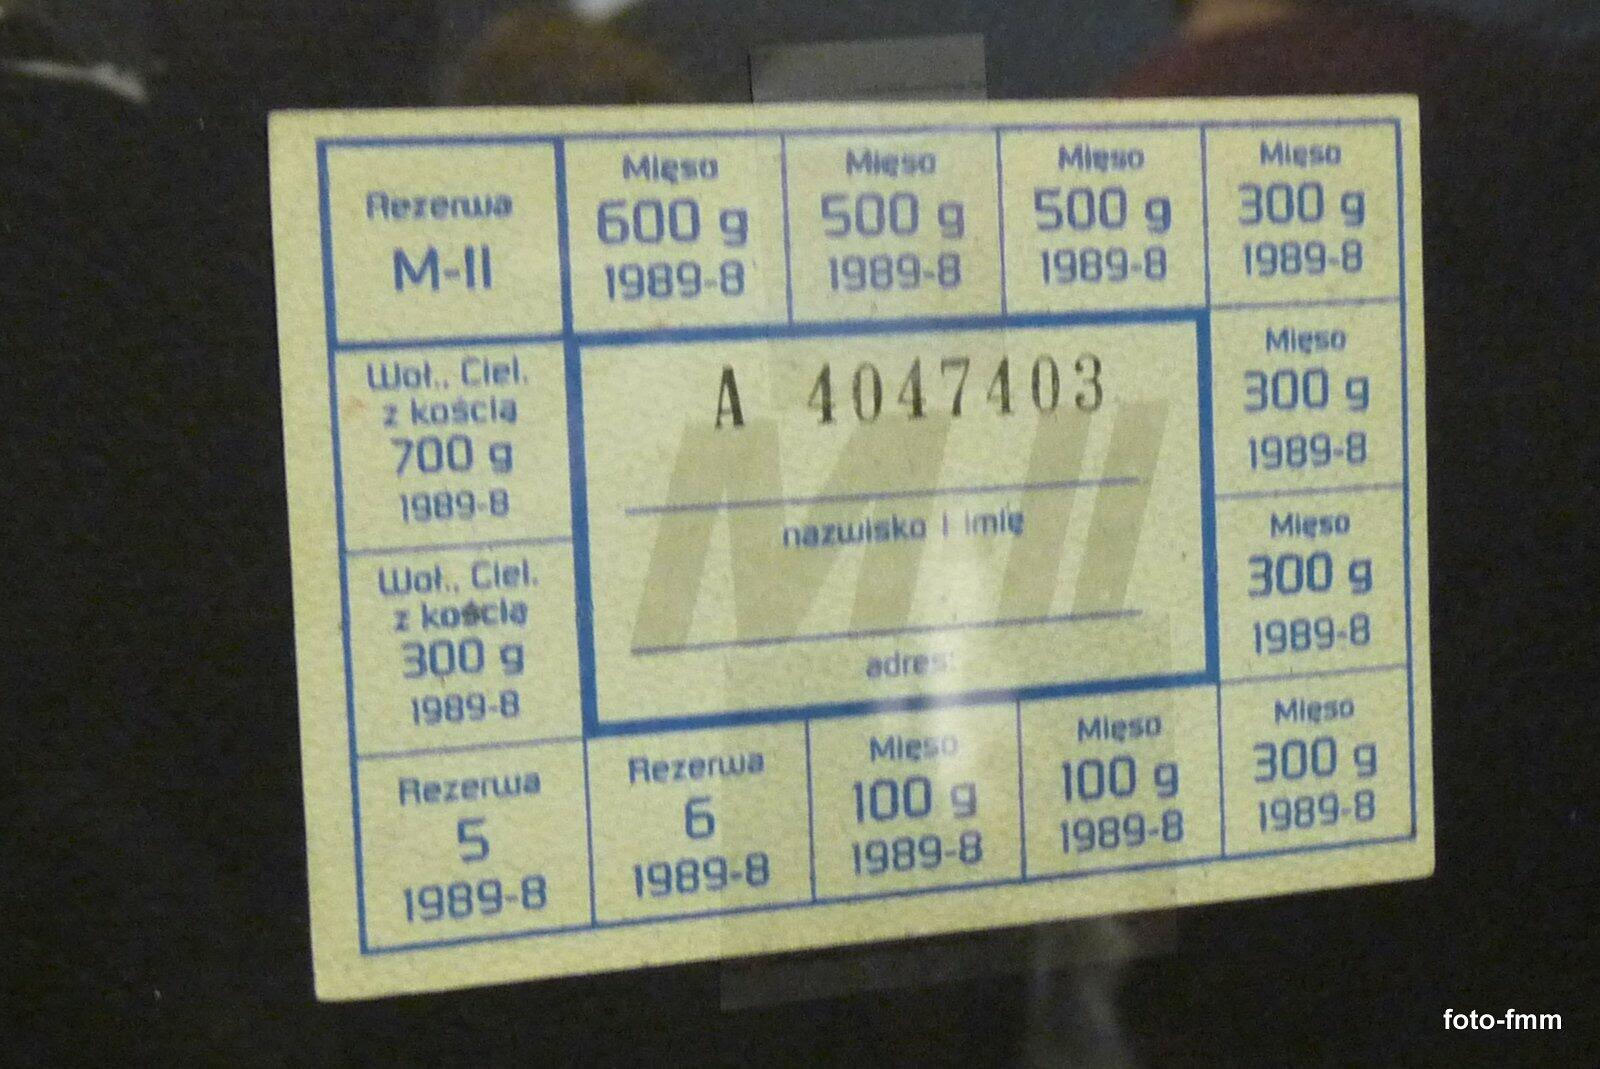 Rezerwa
M-II
Mięso
600 g
1989-8
Mięso
500 g
1989-8
Mięso
500 g
1989-8
Mięso
300 g
1989-8
Woł., Ciel.
z kością
700 g
1989-8
A 4047403
M II
nazwisko i imię
adres
Mięso
300 g
1989-8
Woł., Ciel.
z kością
300 g
1989-8
Mięso
300 g
1989-8
Rezerwa
5
1989-8
Rezerwa
6
1989-8
Mięso
100 g
1989-8
Mięso
100 g
1989-8
Mięso
300 g
1989-8
foto-fmm